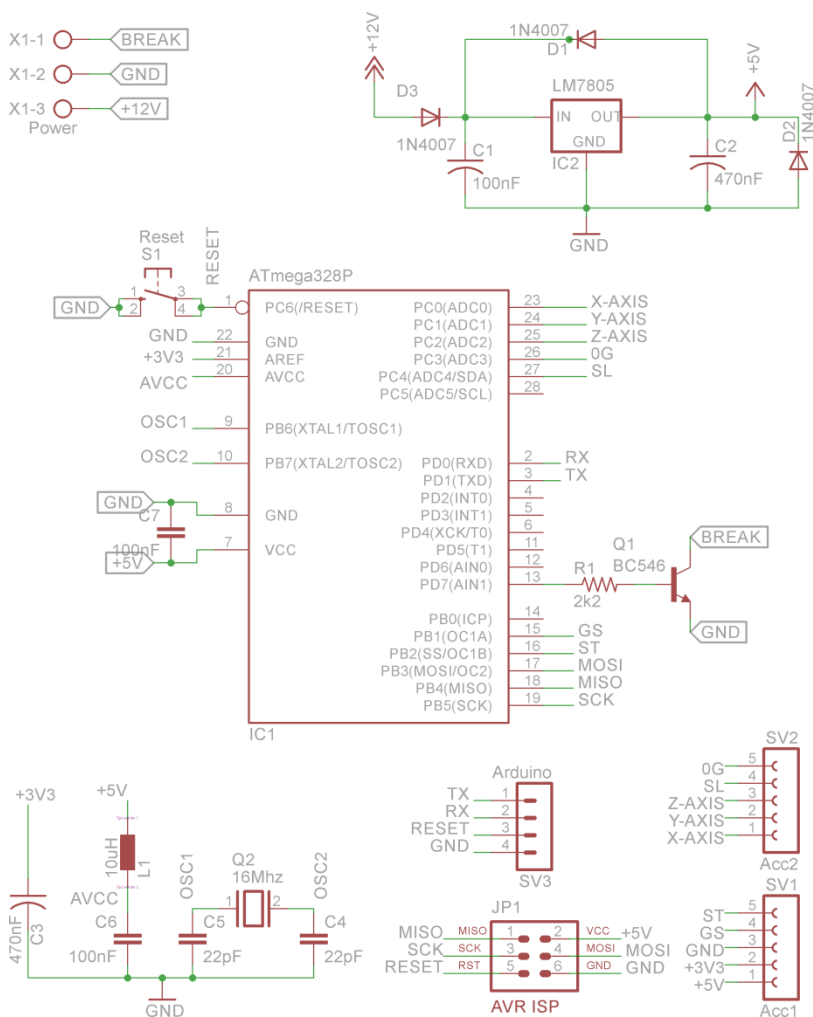 X1-1 BREAK
X1-2 GND
X1-3 +12V
Power
+12V
D3
1N4007
1N4007
D1
LM7805
IN OUT
GND
IC2
C1
100nF
C2
470nF
+5V
D2
1N4007
GND
Reset
S1
RESET
GND
1 3
2 4
ATmega328P
1 PC6(/RESET)
GND 22 GND
+3V3 21 AREF
AVCC 20 AVCC
OSC1 9 PB6(XTAL1/TOSC1)
OSC2 10 PB7(XTAL2/TOSC2)
GND 8 GND
C7
100nF
+5V 7 VCC
PC0(ADC0) 23 X-AXIS
PC1(ADC1) 24 Y-AXIS
PC2(ADC2) 25 Z-AXIS
PC3(ADC3) 26 0G
PC4(ADC4/SDA) 27 SL
PC5(ADC5/SCL) 28
PD0(RXD) 2 RX
PD1(TXD) 3 TX
PD2(INT0) 4
PD3(INT1) 5
PD4(XCK/T0) 6
PD5(T1) 11
PD6(AIN0) 12
PD7(AIN1) 13
PB0(ICP) 14
PB1(OC1A) 15 GS
PB2(SS/OC1B) 16 ST
PB3(MOSI/OC2) 17 MOSI
PB4(MISO) 18 MISO
PB5(SCK) 19 SCK
IC1
R1
2k2
Q1
BC546
BREAK
GND
+3V3
470nF
C3
+5V
10uH
L1
AVCC
C6
100nF
OSC1
C5
22pF
Q2
16Mhz
1 2
OSC2
C4
22pF
GND
Arduino
TX 1
RX 2
RESET 3
GND 4
SV3
JP1
MISO MISO 1 2 VCC +5V
SCK SCK 3 4 MOSI MOSI
RESET RST 5 6 GND GND
AVR ISP
SV2
0G 5
SL 4
Z-AXIS 3
Y-AXIS 2
X-AXIS 1
Acc2
SV1
ST 5
GS 4
GND 3
+3V3 2
+5V 1
Acc1